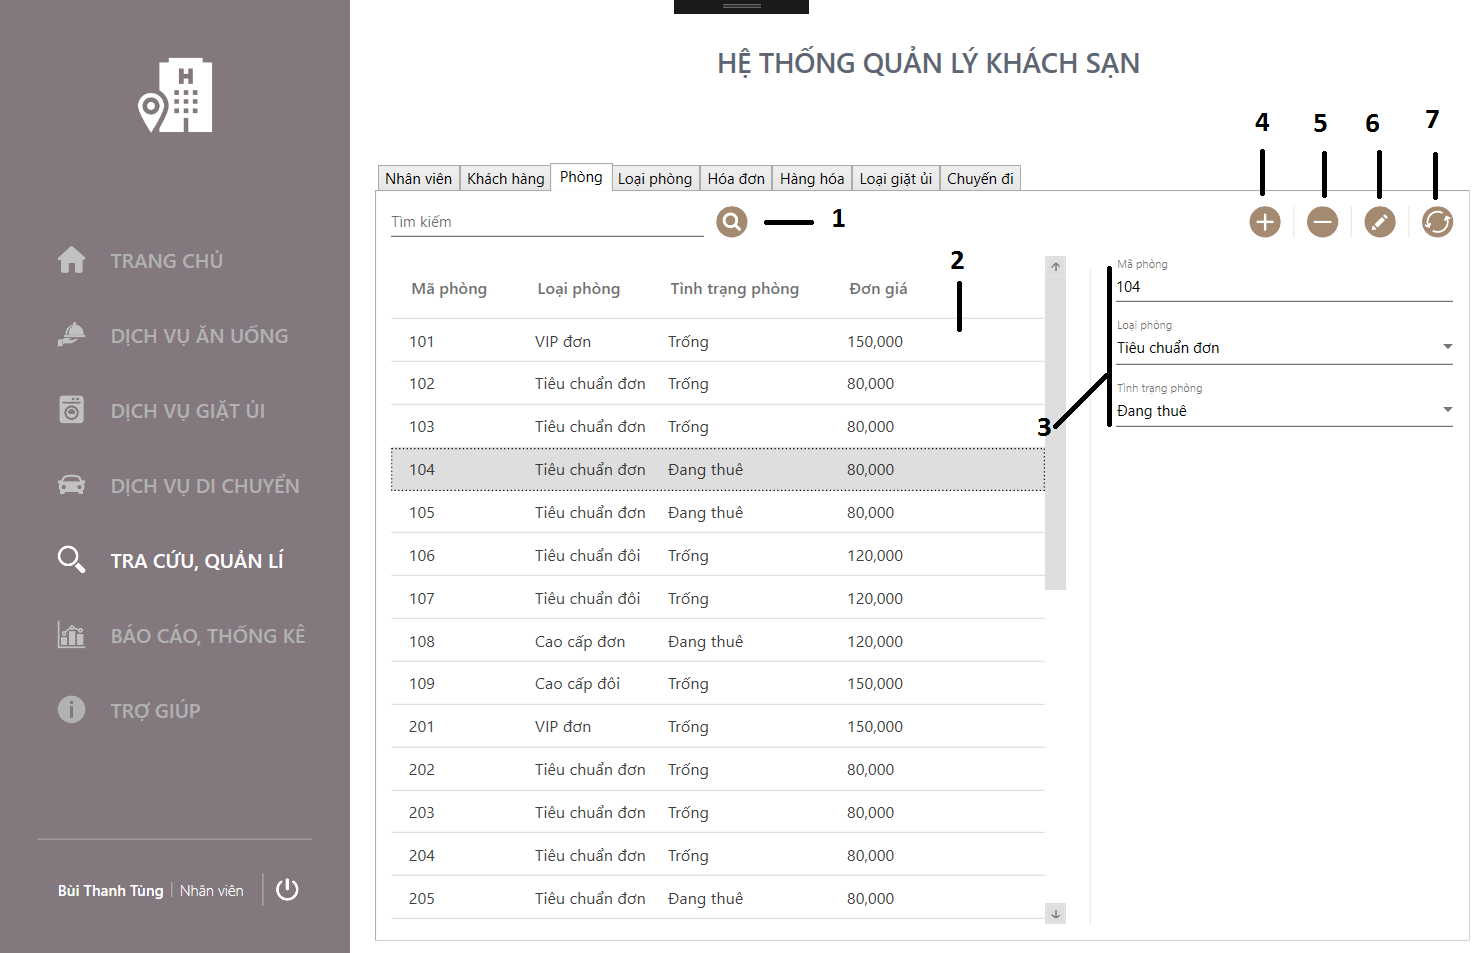 H
HỆ THỐNG QUẢN LÝ KHÁCH SẠN
4 5 6 7
Nhân viên Khách hàng Phòng Loại phòng Hóa đơn Hàng hóa Loại giặt ủi Chuyến đi
Tìm kiếm 1
2
Mã phòng Loại phòng Tình trạng phòng Đơn giá
101 VIP đơn Trống 150,000
102 Tiêu chuẩn đơn Trống 80,000
103 Tiêu chuẩn đơn Trống 80,000
104 Tiêu chuẩn đơn Đang thuê 80,000
105 Tiêu chuẩn đơn Đang thuê 80,000
106 Tiêu chuẩn đôi Trống 120,000
107 Tiêu chuẩn đôi Trống 120,000
108 Cao cấp đơn Đang thuê 120,000
109 Cao cấp đôi Trống 150,000
201 VIP đơn Trống 150,000
202 Tiêu chuẩn đơn Trống 80,000
203 Tiêu chuẩn đơn Trống 80,000
204 Tiêu chuẩn đơn Trống 80,000
205 Tiêu chuẩn đơn Đang thuê 80,000
Mã phòng
104
Loại phòng
Tiêu chuẩn đơn
Tình trạng phòng
Đang thuê
3
TRANG CHỦ
DỊCH VỤ ĂN UỐNG
DỊCH VỤ GIẶT ỦI
DỊCH VỤ DI CHUYỂN
TRA CỨU, QUẢN LÍ
BÁO CÁO, THỐNG KÊ
TRỢ GIÚP
Bùi Thanh Tùng Nhân viên